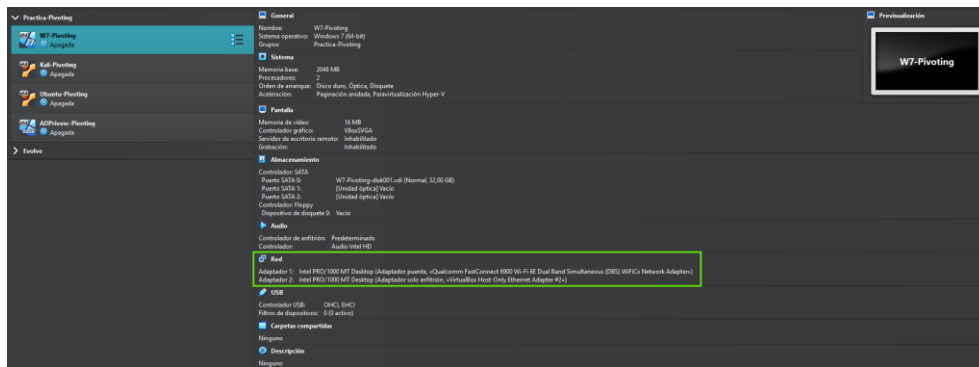 Practica-Pivoting
W7-Pivoting
Apagada
Kali-Pivoting
Apagada
Ubuntu-Pivoting
Apagada
ADPrivesc-Pivoting
Apagada
Evolve
General
Nombre: W7-Pivoting
Sistema operativo: Windows 7 (64-bit)
Grupos: Practica-Pivoting
Sistema
Memoria base: 2048 MB
Procesadores: 2
Orden de arranque: Disco duro, Óptica, Disquete
Aceleración: Paginación anidada, Paravirtualización Hyper-V
Pantalla
Memoria de vídeo: 16 MB
Controlador gráfico: VBoxSVGA
Servidor de escritorio remoto: Inhabilitado
Grabación: Inhabilitado
Almacenamiento
Controlador: SATA
Puerto SATA 0: W7-Pivoting-disk001.vdi (Normal, 32,00 GB)
Puerto SATA 1: [Unidad óptica] Vacío
Puerto SATA 2: [Unidad óptica] Vacío
Controlador: Floppy
Dispositivo de disquete 0: Vacío
Audio
Controlador de anfitrión: Predeterminado
Controlador: Audio Intel HD
Red
Adaptador 1: Intel PRO/1000 MT Desktop (Adaptador puente, «Qualcomm FastConnect 6900 Wi-Fi 6E Dual Band Simultaneous (DBS) WiFiCx Network Adapter»)
Adaptador 2: Intel PRO/1000 MT Desktop (Adaptador solo anfitrión, «VirtualBox Host-Only Ethernet Adapter #2»)
USB
Controlador USB: OHCI, EHCI
Filtros de dispositivos: 0 (0 activo)
Carpetas compartidas
Ninguno
Descripción
Ninguno
Previsualización
W7-Pivoting